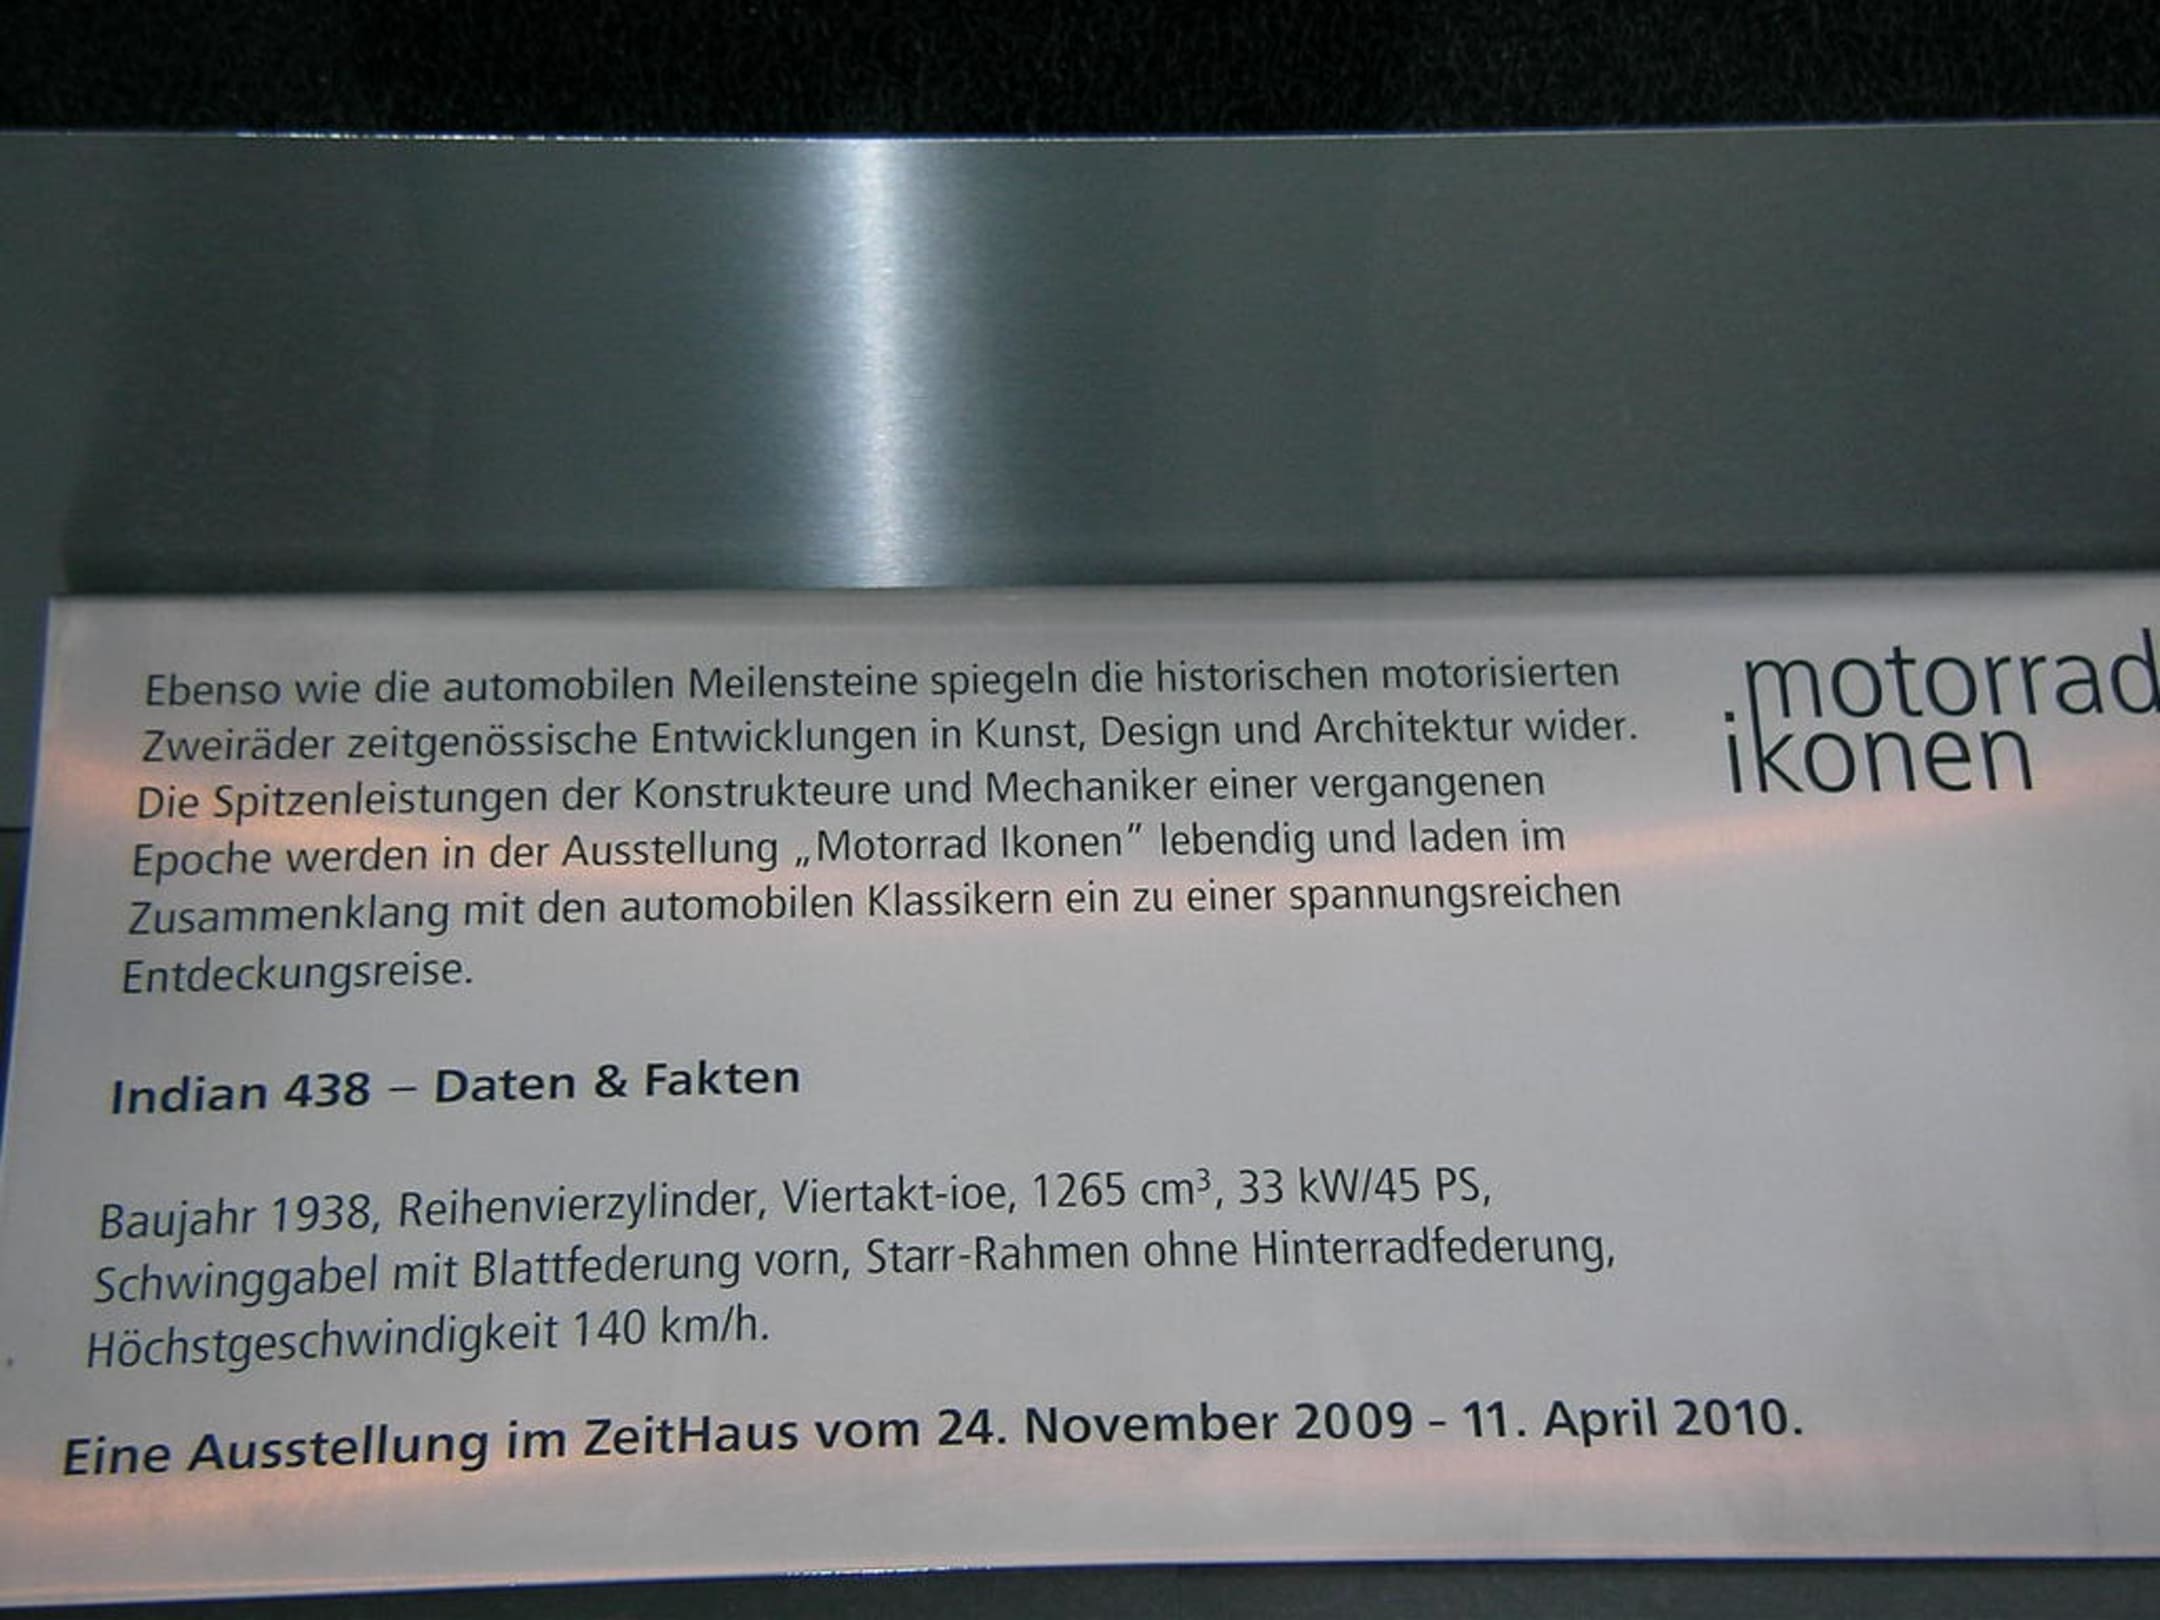 Ebenso wie die automobilen Meilensteine spiegeln die historischen motorisierten
Zweiräder zeitgenössische Entwicklungen in Kunst, Design und Architektur wider.
Die Spitzenleistungen der Konstrukteure und Mechaniker einer vergangenen
Epoche werden in der Ausstellung „Motorrad Ikonen” lebendig und laden im
Zusammenklang mit den automobilen Klassikern ein zu einer spannungsreichen
Entdeckungsreise.
motorrad
ikonen
Indian 438 – Daten & Fakten
Baujahr 1938, Reihenvierzylinder, Viertakt-ioe, 1265 cm³, 33 kW/45 PS,
Schwinggabel mit Blattfederung vorn, Starr-Rahmen ohne Hinterradfederung,
Höchstgeschwindigkeit 140 km/h.
Eine Ausstellung im ZeitHaus vom 24. November 2009 - 11. April 2010.